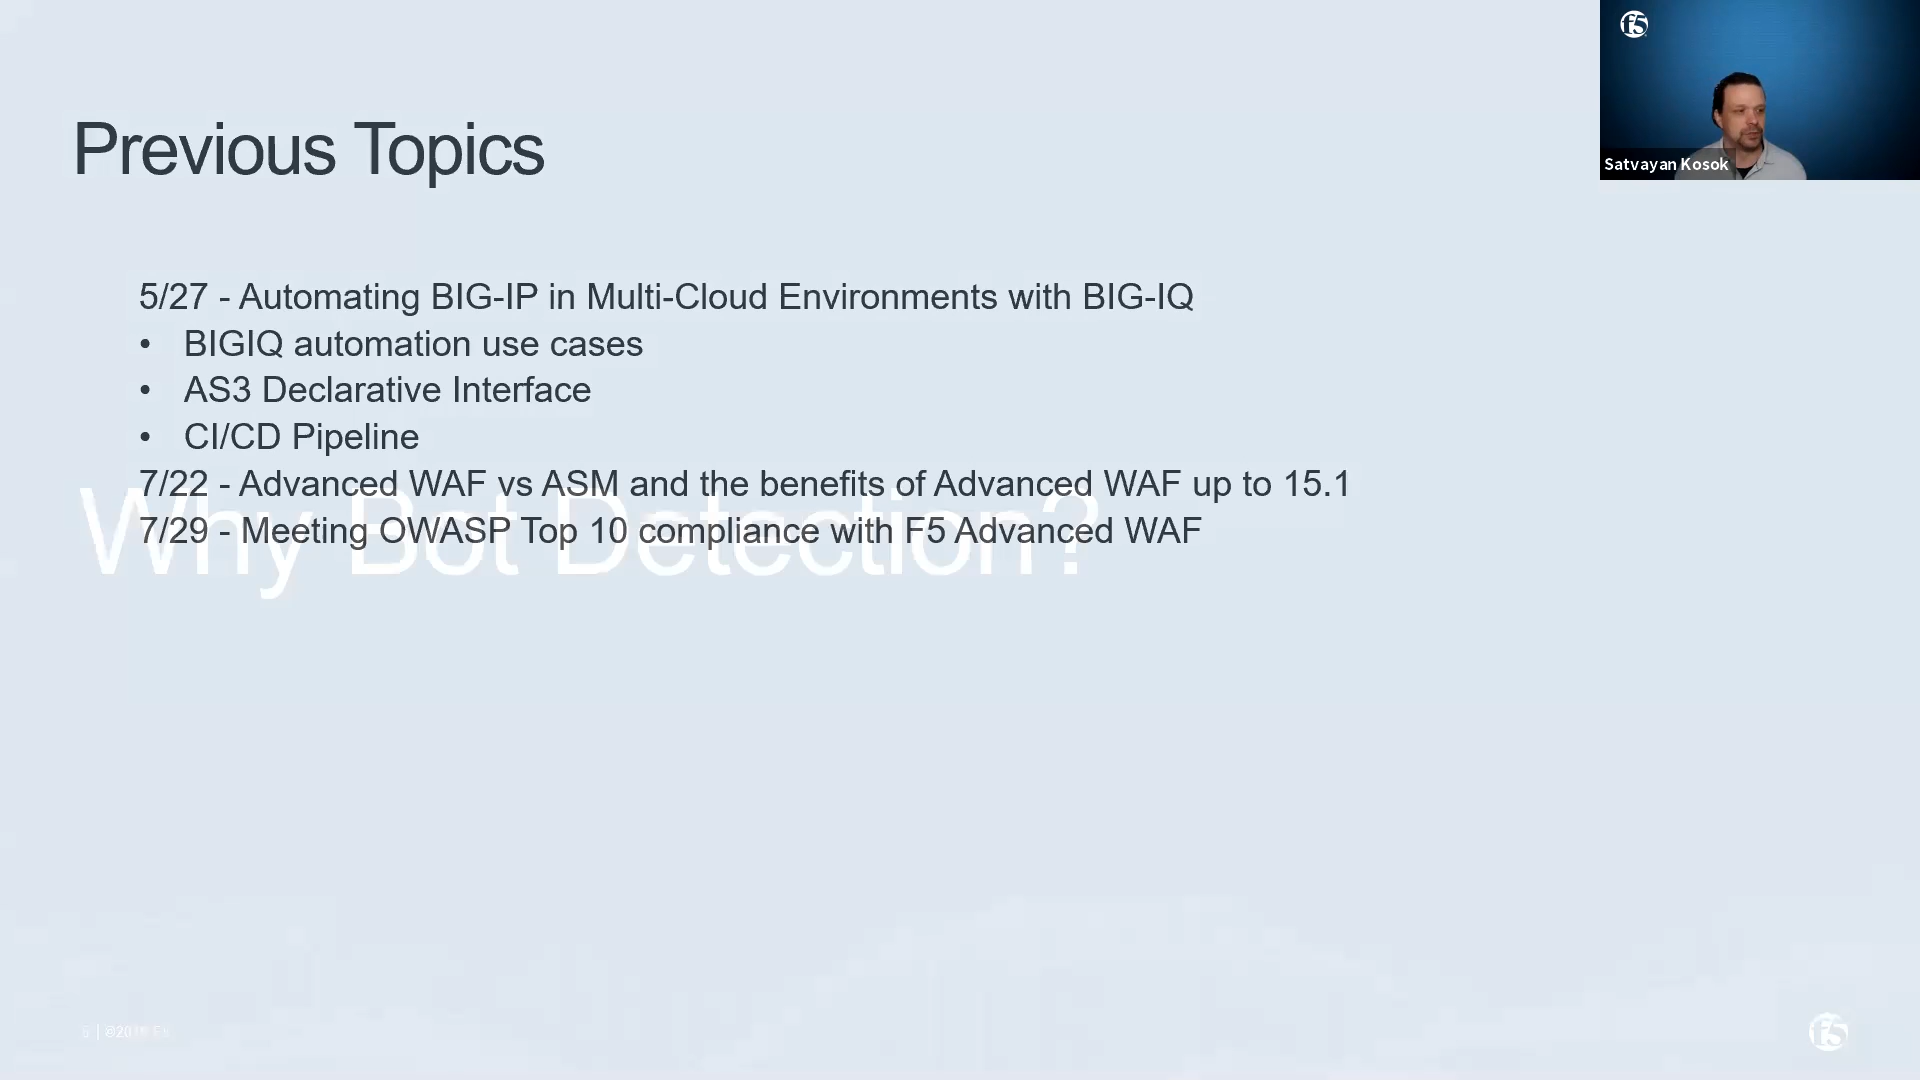 f5
Previous Topics
Satvayan Kosok
5/27 - Automating BIG-IP in Multi-Cloud Environments with BIG-IQ
• BIGIQ automation use cases
• AS3 Declarative Interface
• CI/CD Pipeline
7/22 - Advanced WAF vs ASM and the benefits of Advanced WAF up to 15.1
7/29 - Meeting OWASP Top 10 compliance with F5 Advanced WAF
Why Bot Detection?
f5